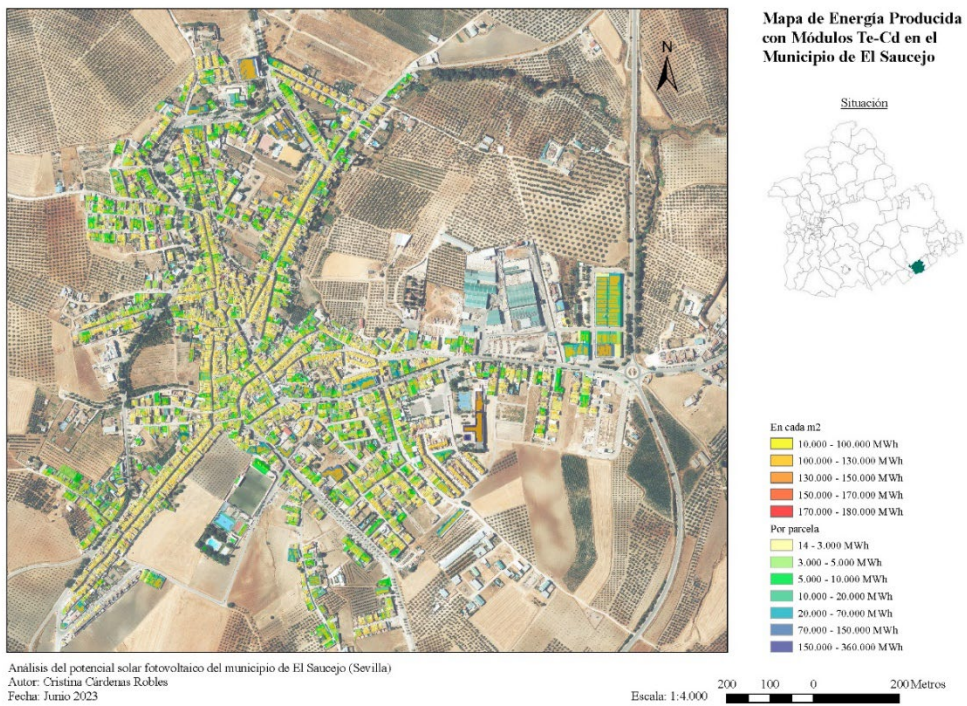 Mapa de Energía Producida
con Módulos Te-Cd en el
Municipio de El Saucejo
Situación
N
En cada m2
10.000 - 100.000 MWh
100.000 - 130.000 MWh
130.000 - 150.000 MWh
150.000 - 170.000 MWh
170.000 - 180.000 MWh
Por parcela
14 - 3.000 MWh
3.000 - 5.000 MWh
5.000 - 10.000 MWh
10.000 - 20.000 MWh
20.000 - 70.000 MWh
70.000 - 150.000 MWh
150.000 - 360.000 MWh
Análisis del potencial solar fotovoltaico del municipio de El Saucejo (Sevilla)
Autor: Cristina Cárdenas Robles
Fecha: Junio 2023
Escala: 1:4.000
200 100 0 200 Metros